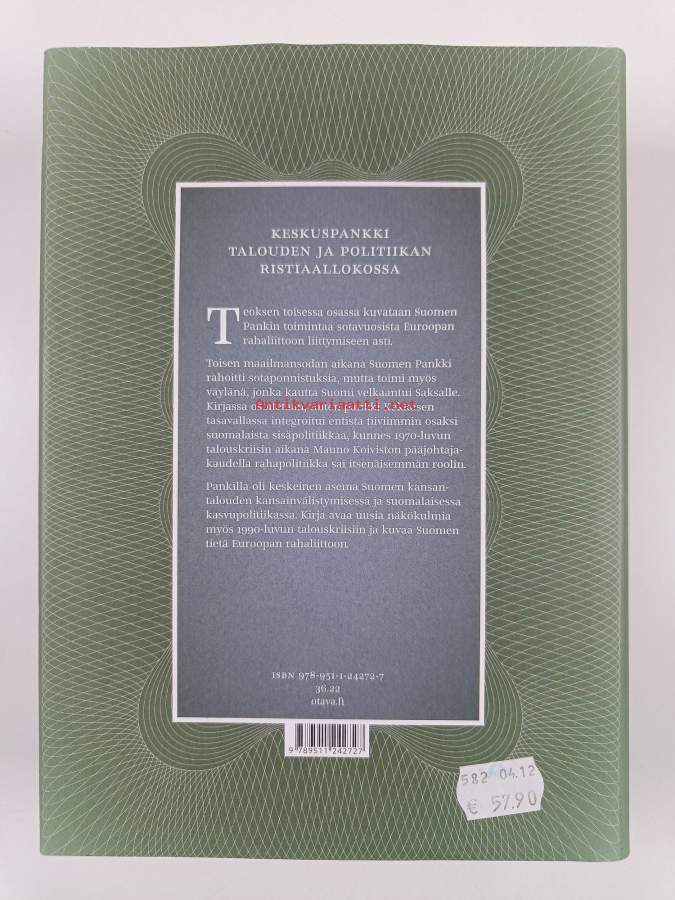 KESKUSPANKKI
TALOUDEN JA POLITIIKAN
RISTIAALLOKOSSA
Teoksen toisessa osassa kuvataan Suomen
Pankin toimintaa sotavuosista Euroopan
rahaliittoon liittymiseen asti.
Toisen maailmansodan aikana Suomen Pankki
rahoitti sotaponnistuksia, mutta toimi myös
väylänä, jonka kautta Suomi velkaantui Saksalle.
Antikvariaatti.net
Kirjassa
tasavallassa integroitui entistä tiiviimmin osaksi
suomalaista sisäpolitiikkaa, kunnes 1970-luvun
talouskriisin aikana Mauno Koiviston pääjohtaja-
kaudella rahapolitiikka sai itsenäisemmän roolin.
Pankilla oli keskeinen asema Suomen kansan-
talouden kansainvälistymisessä ja suomalaisessa
kasvupolitiikassa. Kirja avaa uusia näkökulmia
myös 1990-luvun talouskriisiin ja kuvaa Suomen
tietä Euroopan rahaliittoon.
ISBN 978-951-1-24272-7
36.22
otava.fi
9 789511 242727
582 04.12
€ 57.90